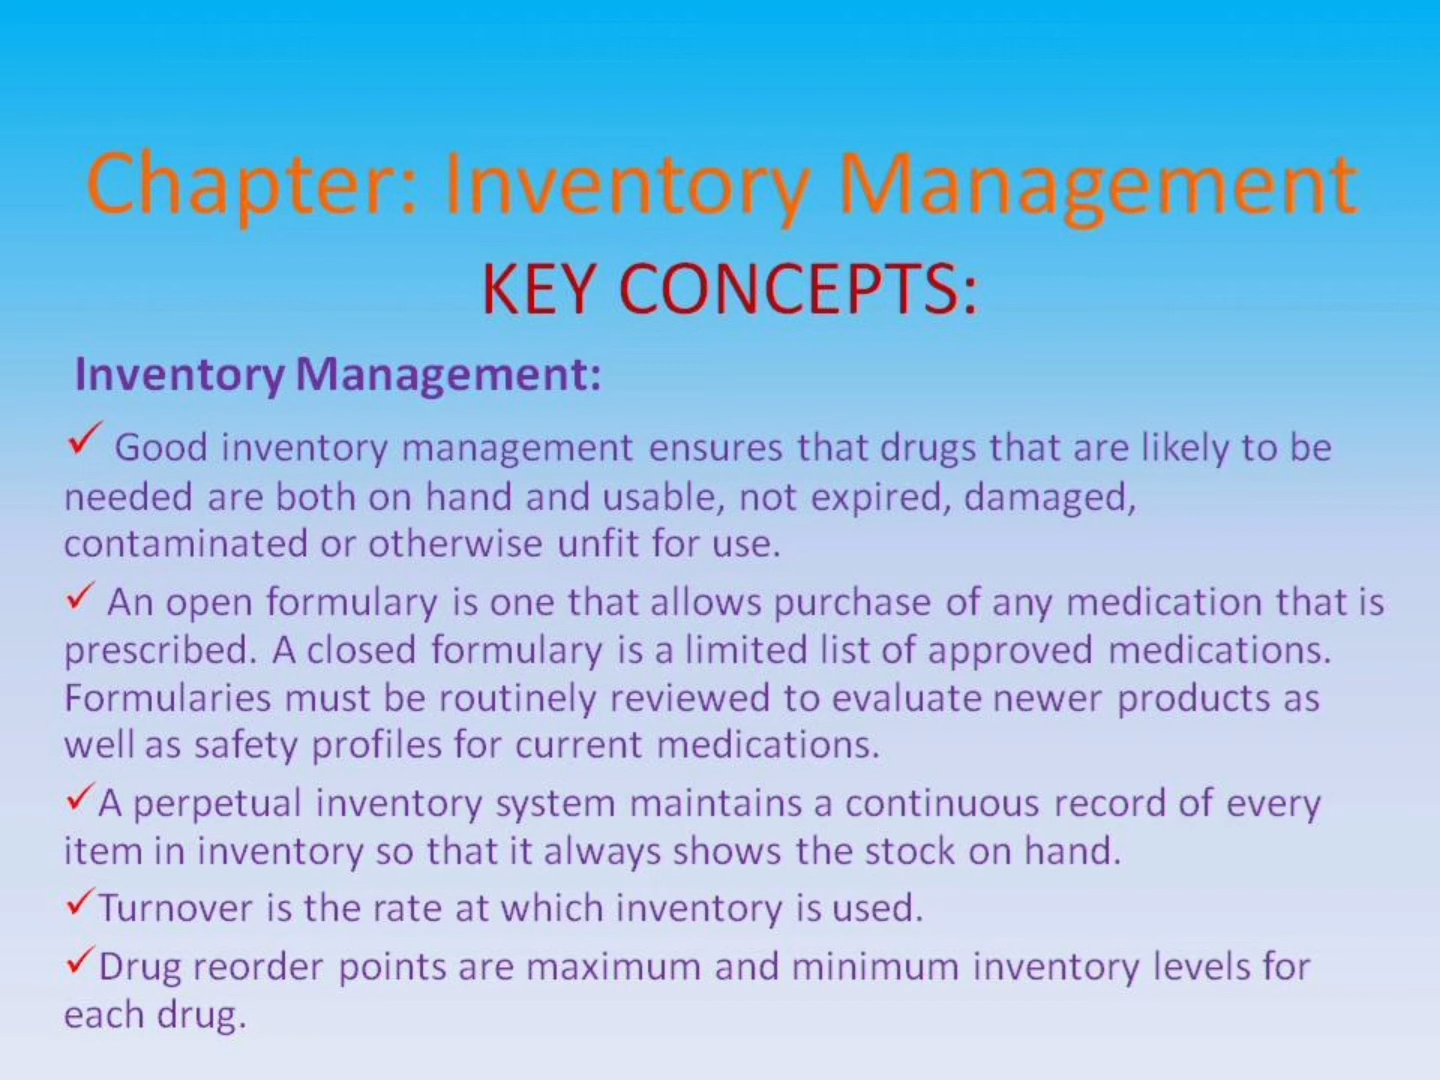 Chapter: Inventory Management
KEY CONCEPTS:
Inventory Management:
✓ Good inventory management ensures that drugs that are likely to be
needed are both on hand and usable, not expired, damaged,
contaminated or otherwise unfit for use.
✓ An open formulary is one that allows purchase of any medication that is
prescribed. A closed formulary is a limited list of approved medications.
Formularies must be routinely reviewed to evaluate newer products as
well as safety profiles for current medications.
✓A perpetual inventory system maintains a continuous record of every
item in inventory so that it always shows the stock on hand.
✓Turnover is the rate at which inventory is used.
✓Drug reorder points are maximum and minimum inventory levels for
each drug.